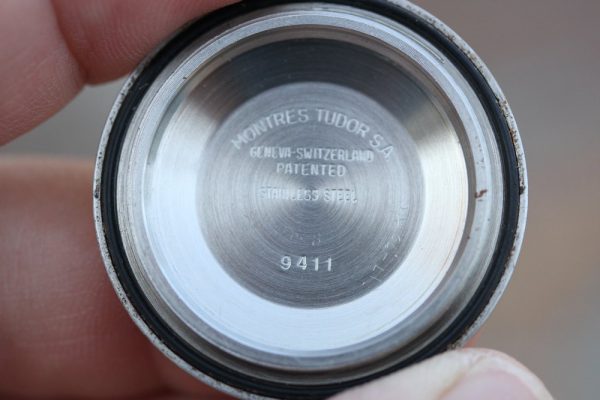 MONTRES TUDOR S.A.
GENEVA-SWITZERLAND
PATENTED
STAINLESS STEEL
9411